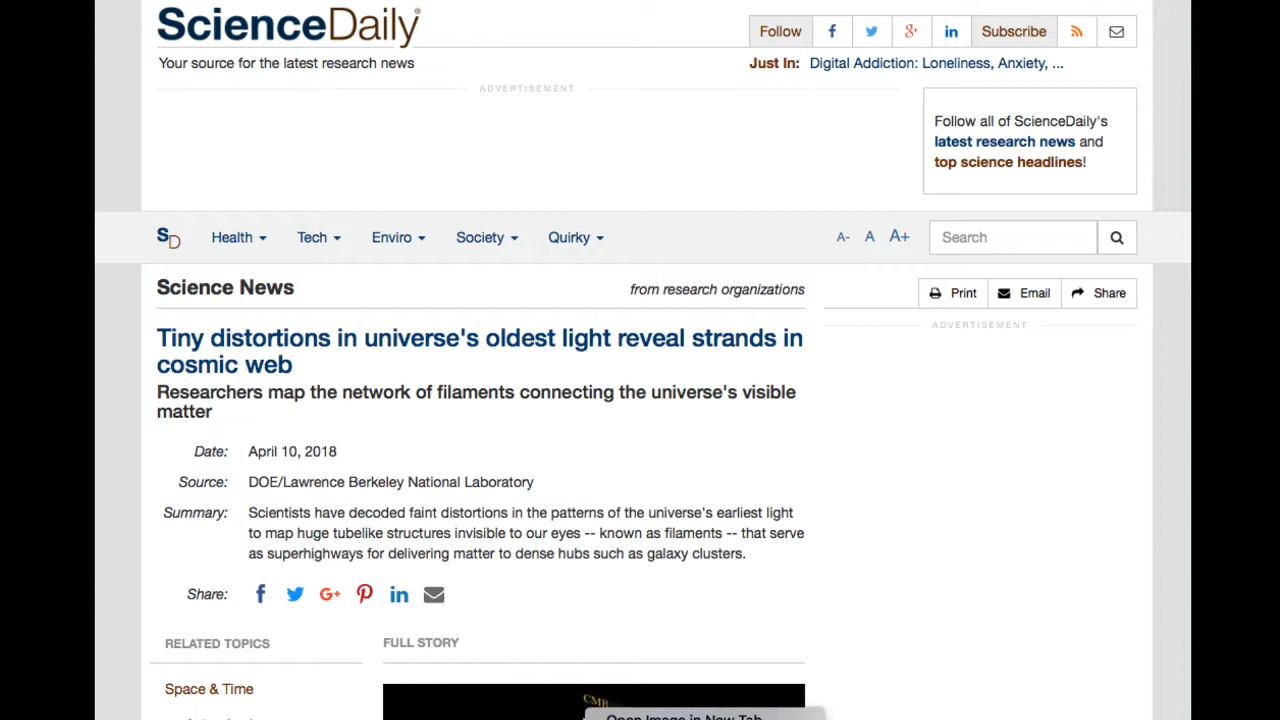 ScienceDaily®
Your source for the latest research news
Follow
Subscribe
Just In: Digital Addiction: Loneliness, Anxiety, ...
ADVERTISEMENT
Follow all of ScienceDaily's
latest research news and
top science headlines!
SD Health Tech Enviro Society Quirky A- A A+ Search
Science News
from research organizations
Print Email Share
ADVERTISEMENT
Tiny distortions in universe's oldest light reveal strands in
cosmic web
Researchers map the network of filaments connecting the universe's visible
matter
Date: April 10, 2018
Source: DOE/Lawrence Berkeley National Laboratory
Summary: Scientists have decoded faint distortions in the patterns of the universe's earliest light
to map huge tubelike structures invisible to our eyes -- known as filaments -- that serve
as superhighways for delivering matter to dense hubs such as galaxy clusters.
Share:
RELATED TOPICS
FULL STORY
Space & Time
CMB
Open Image in New Tab